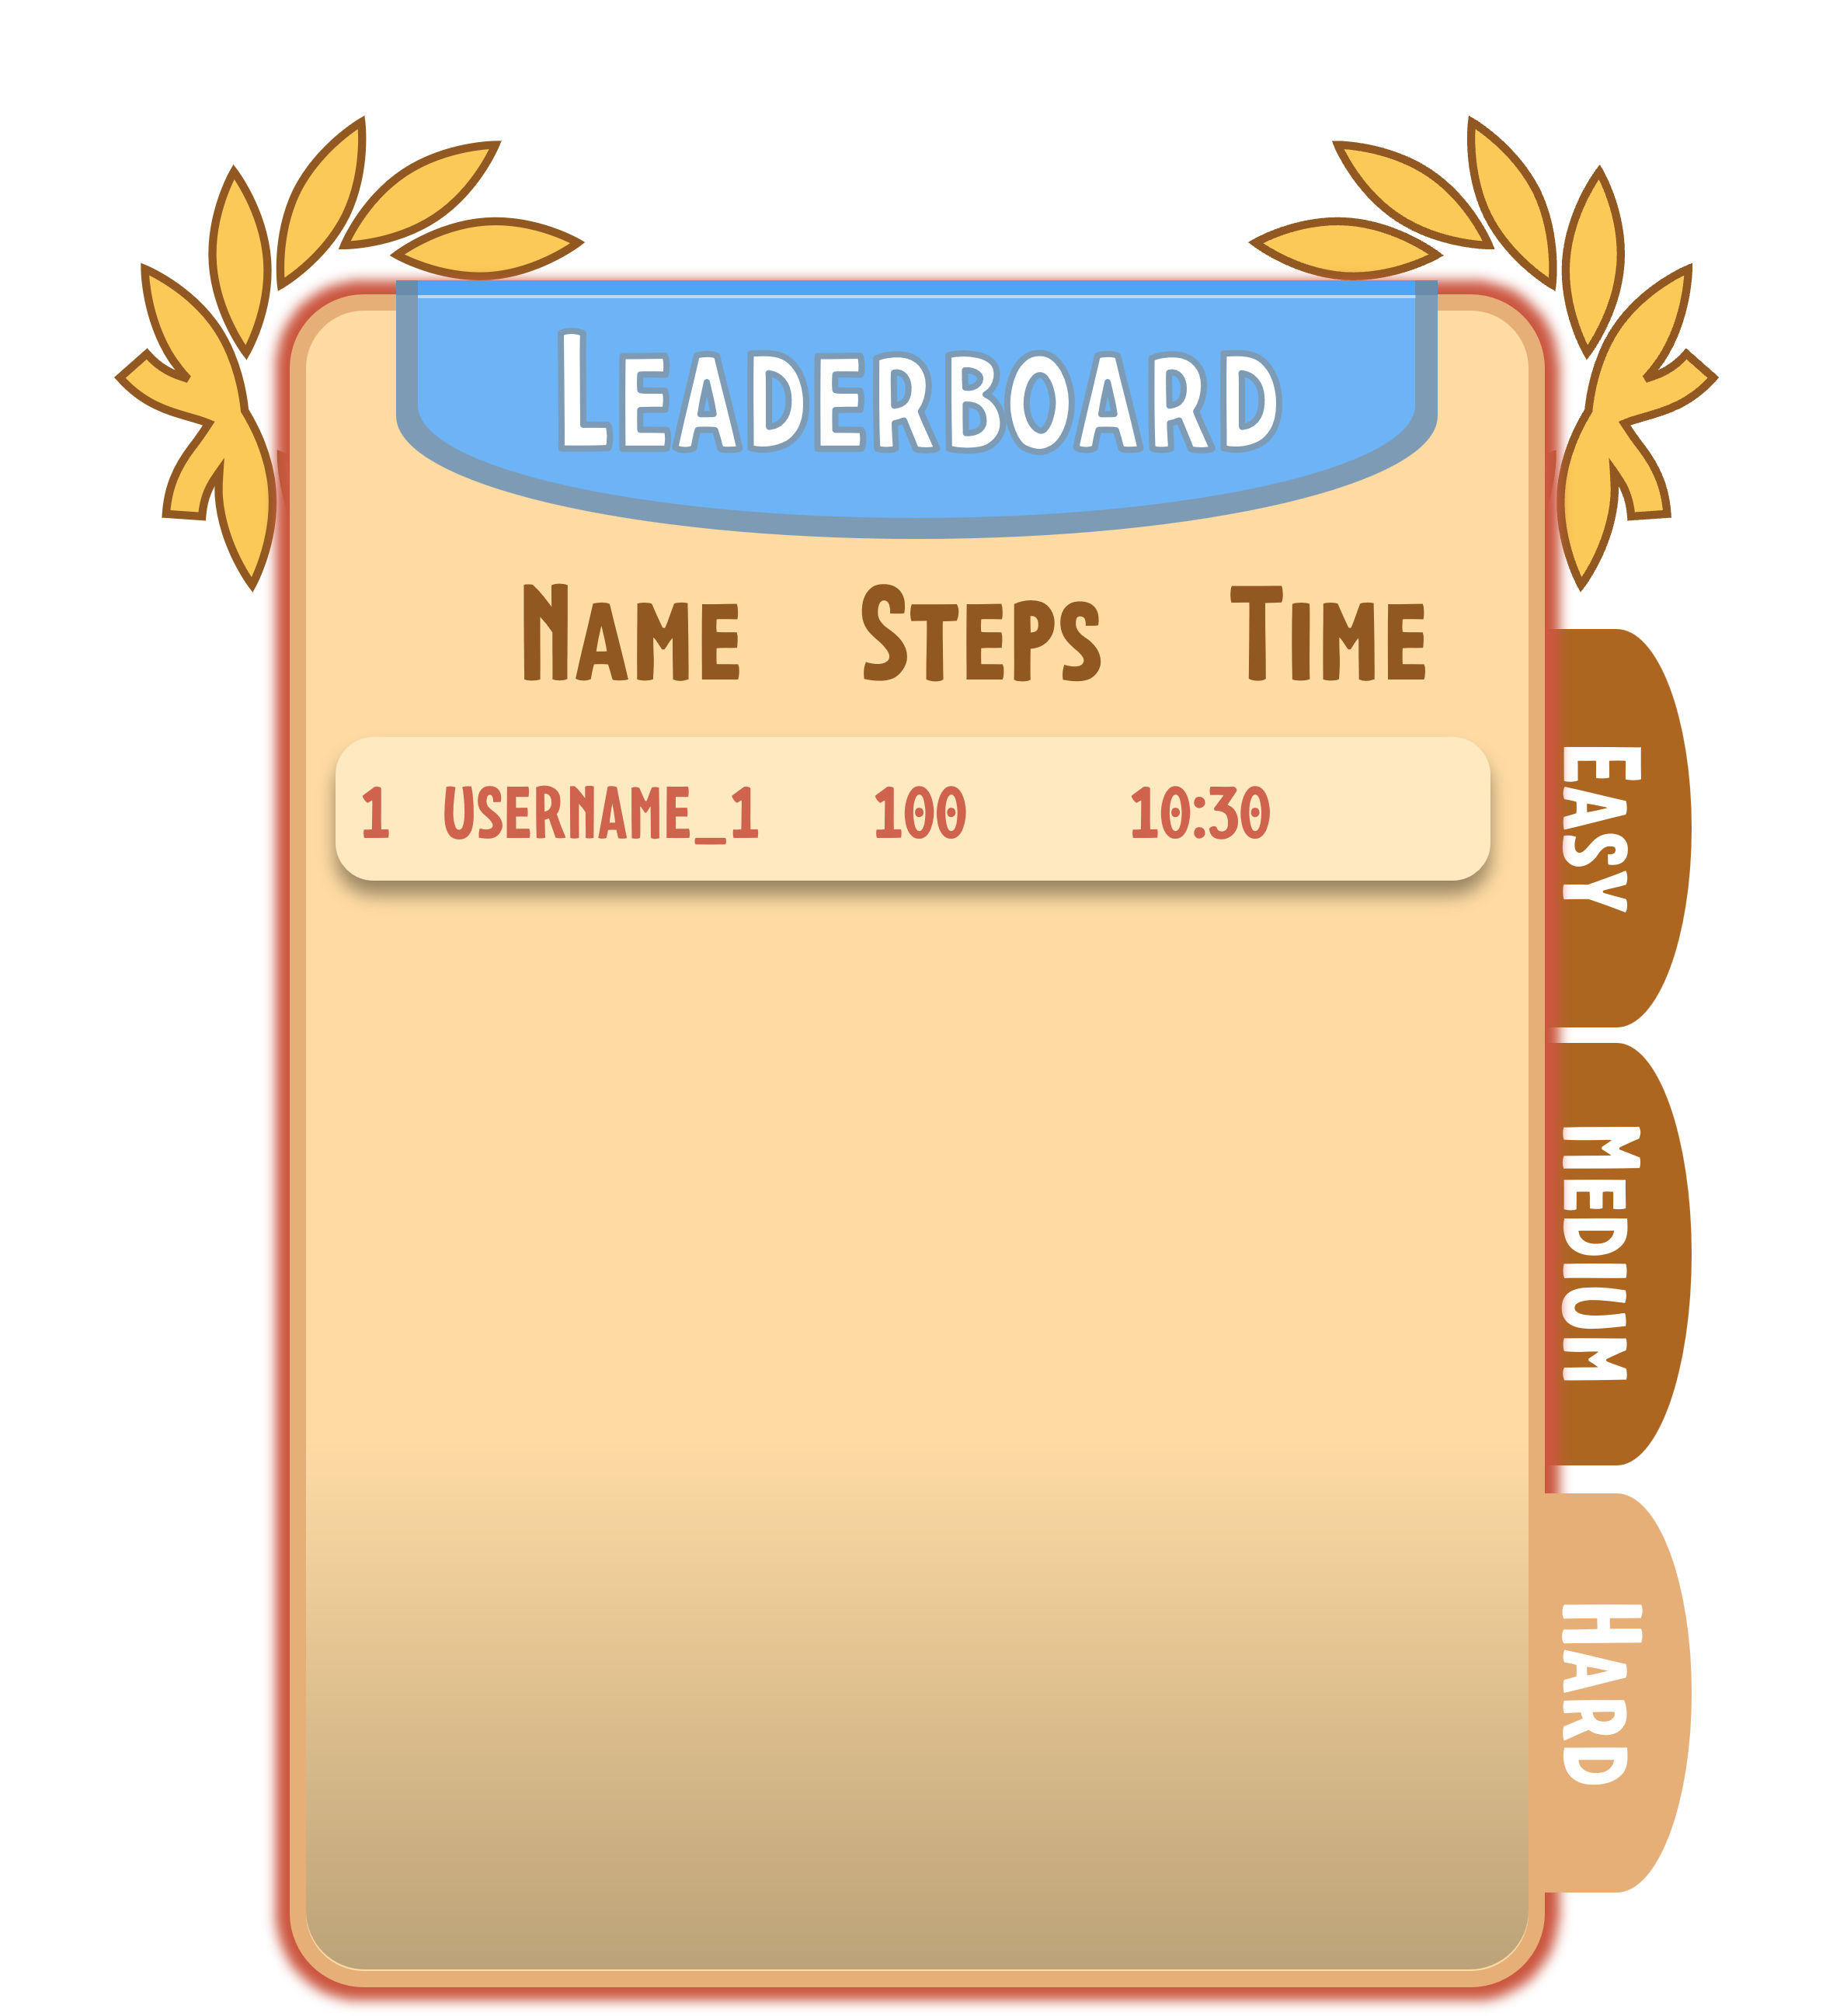 LEADERBOARD
NAME STEPS TIME
1 USERNAME_1 100 10:30
EASY
MEDIUM
HARD